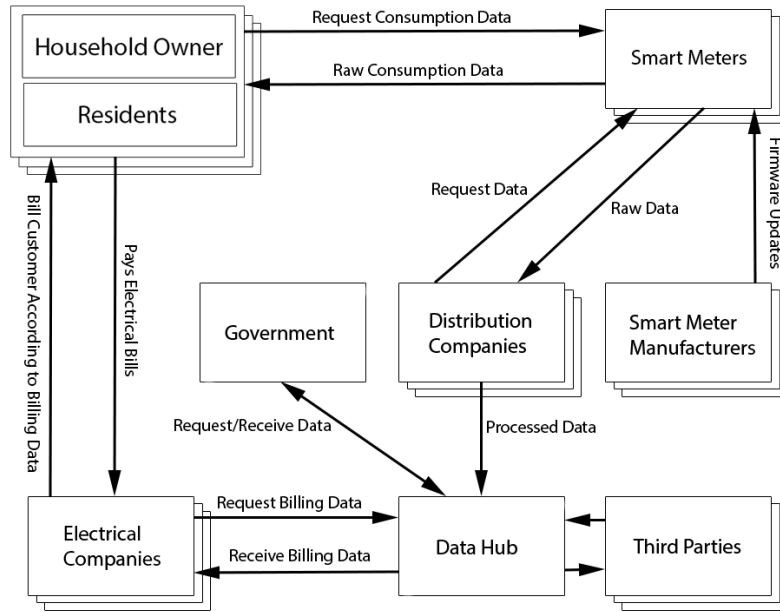 Household Owner
Residents
Request Consumption Data
Raw Consumption Data
Smart Meters
Request Data
Raw Data
Firmware Updates
Bill Customer According to Billing Data
Pays Electrical Bills
Government
Distribution
Companies
Smart Meter
Manufacturers
Request/Receive Data
Processed Data
Electrical
Companies
Request Billing Data
Receive Billing Data
Data Hub
Third Parties